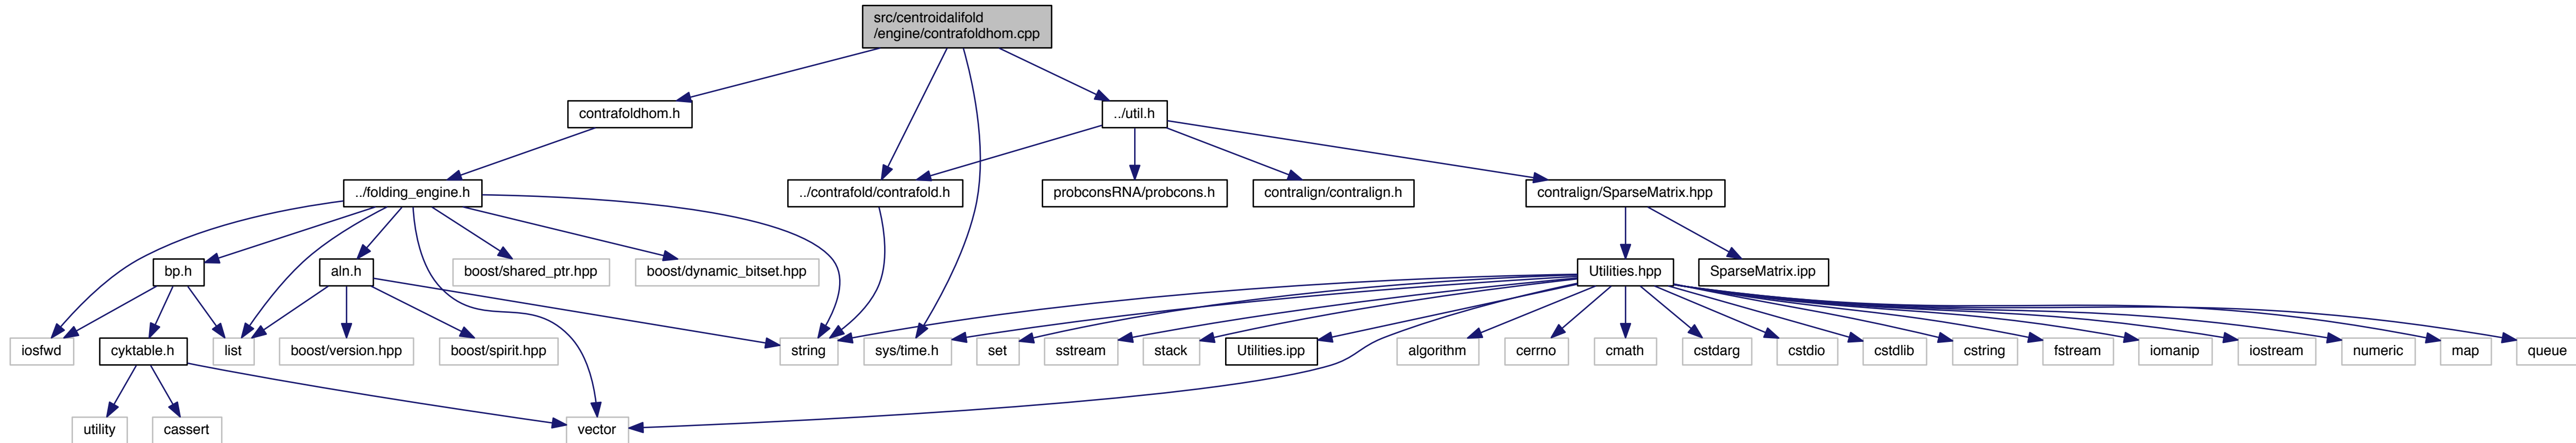 src/centroidalifold
/engine/contrafoldhom.cpp
contrafoldhom.h
../util.h
../folding_engine.h
../contrafold/contrafold.h
probconsRNA/probcons.h
contralign/contralign.h
contralign/SparseMatrix.hpp
bp.h
aln.h
boost/shared_ptr.hpp
boost/dynamic_bitset.hpp
Utilities.hpp
SparseMatrix.ipp
iosfwd
cyktable.h
list
boost/version.hpp
boost/spirit.hpp
string
sys/time.h
set
sstream
stack
Utilities.ipp
algorithm
cerrno
cmath
cstdarg
cstdio
cstdlib
cstring
fstream
iomanip
iostream
numeric
map
queue
utility
cassert
vector